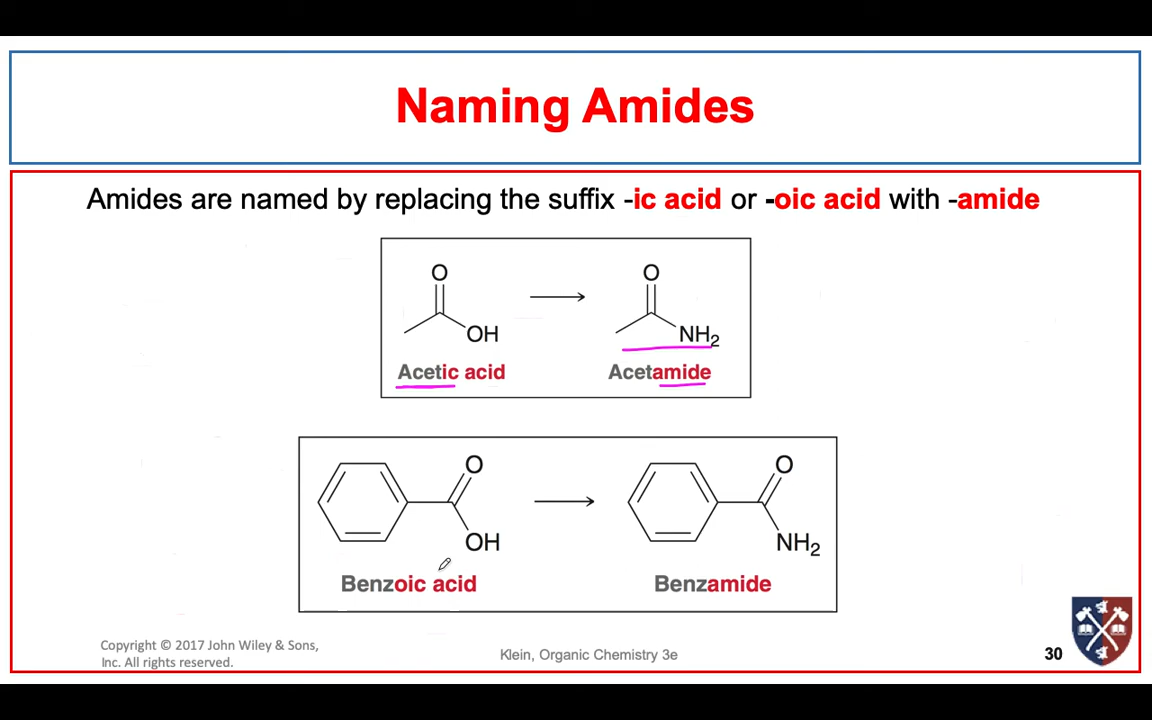 Naming Amides
Amides are named by replacing the suffix -ic acid or -oic acid with -amide
O
O
OH
NH2
Acetic acid
Acetamide
O
O
OH
NH2
Benzoic acid
Benzamide
Copyright © 2017 John Wiley & Sons,
Inc. All rights reserved.
Klein, Organic Chemistry 3e
30